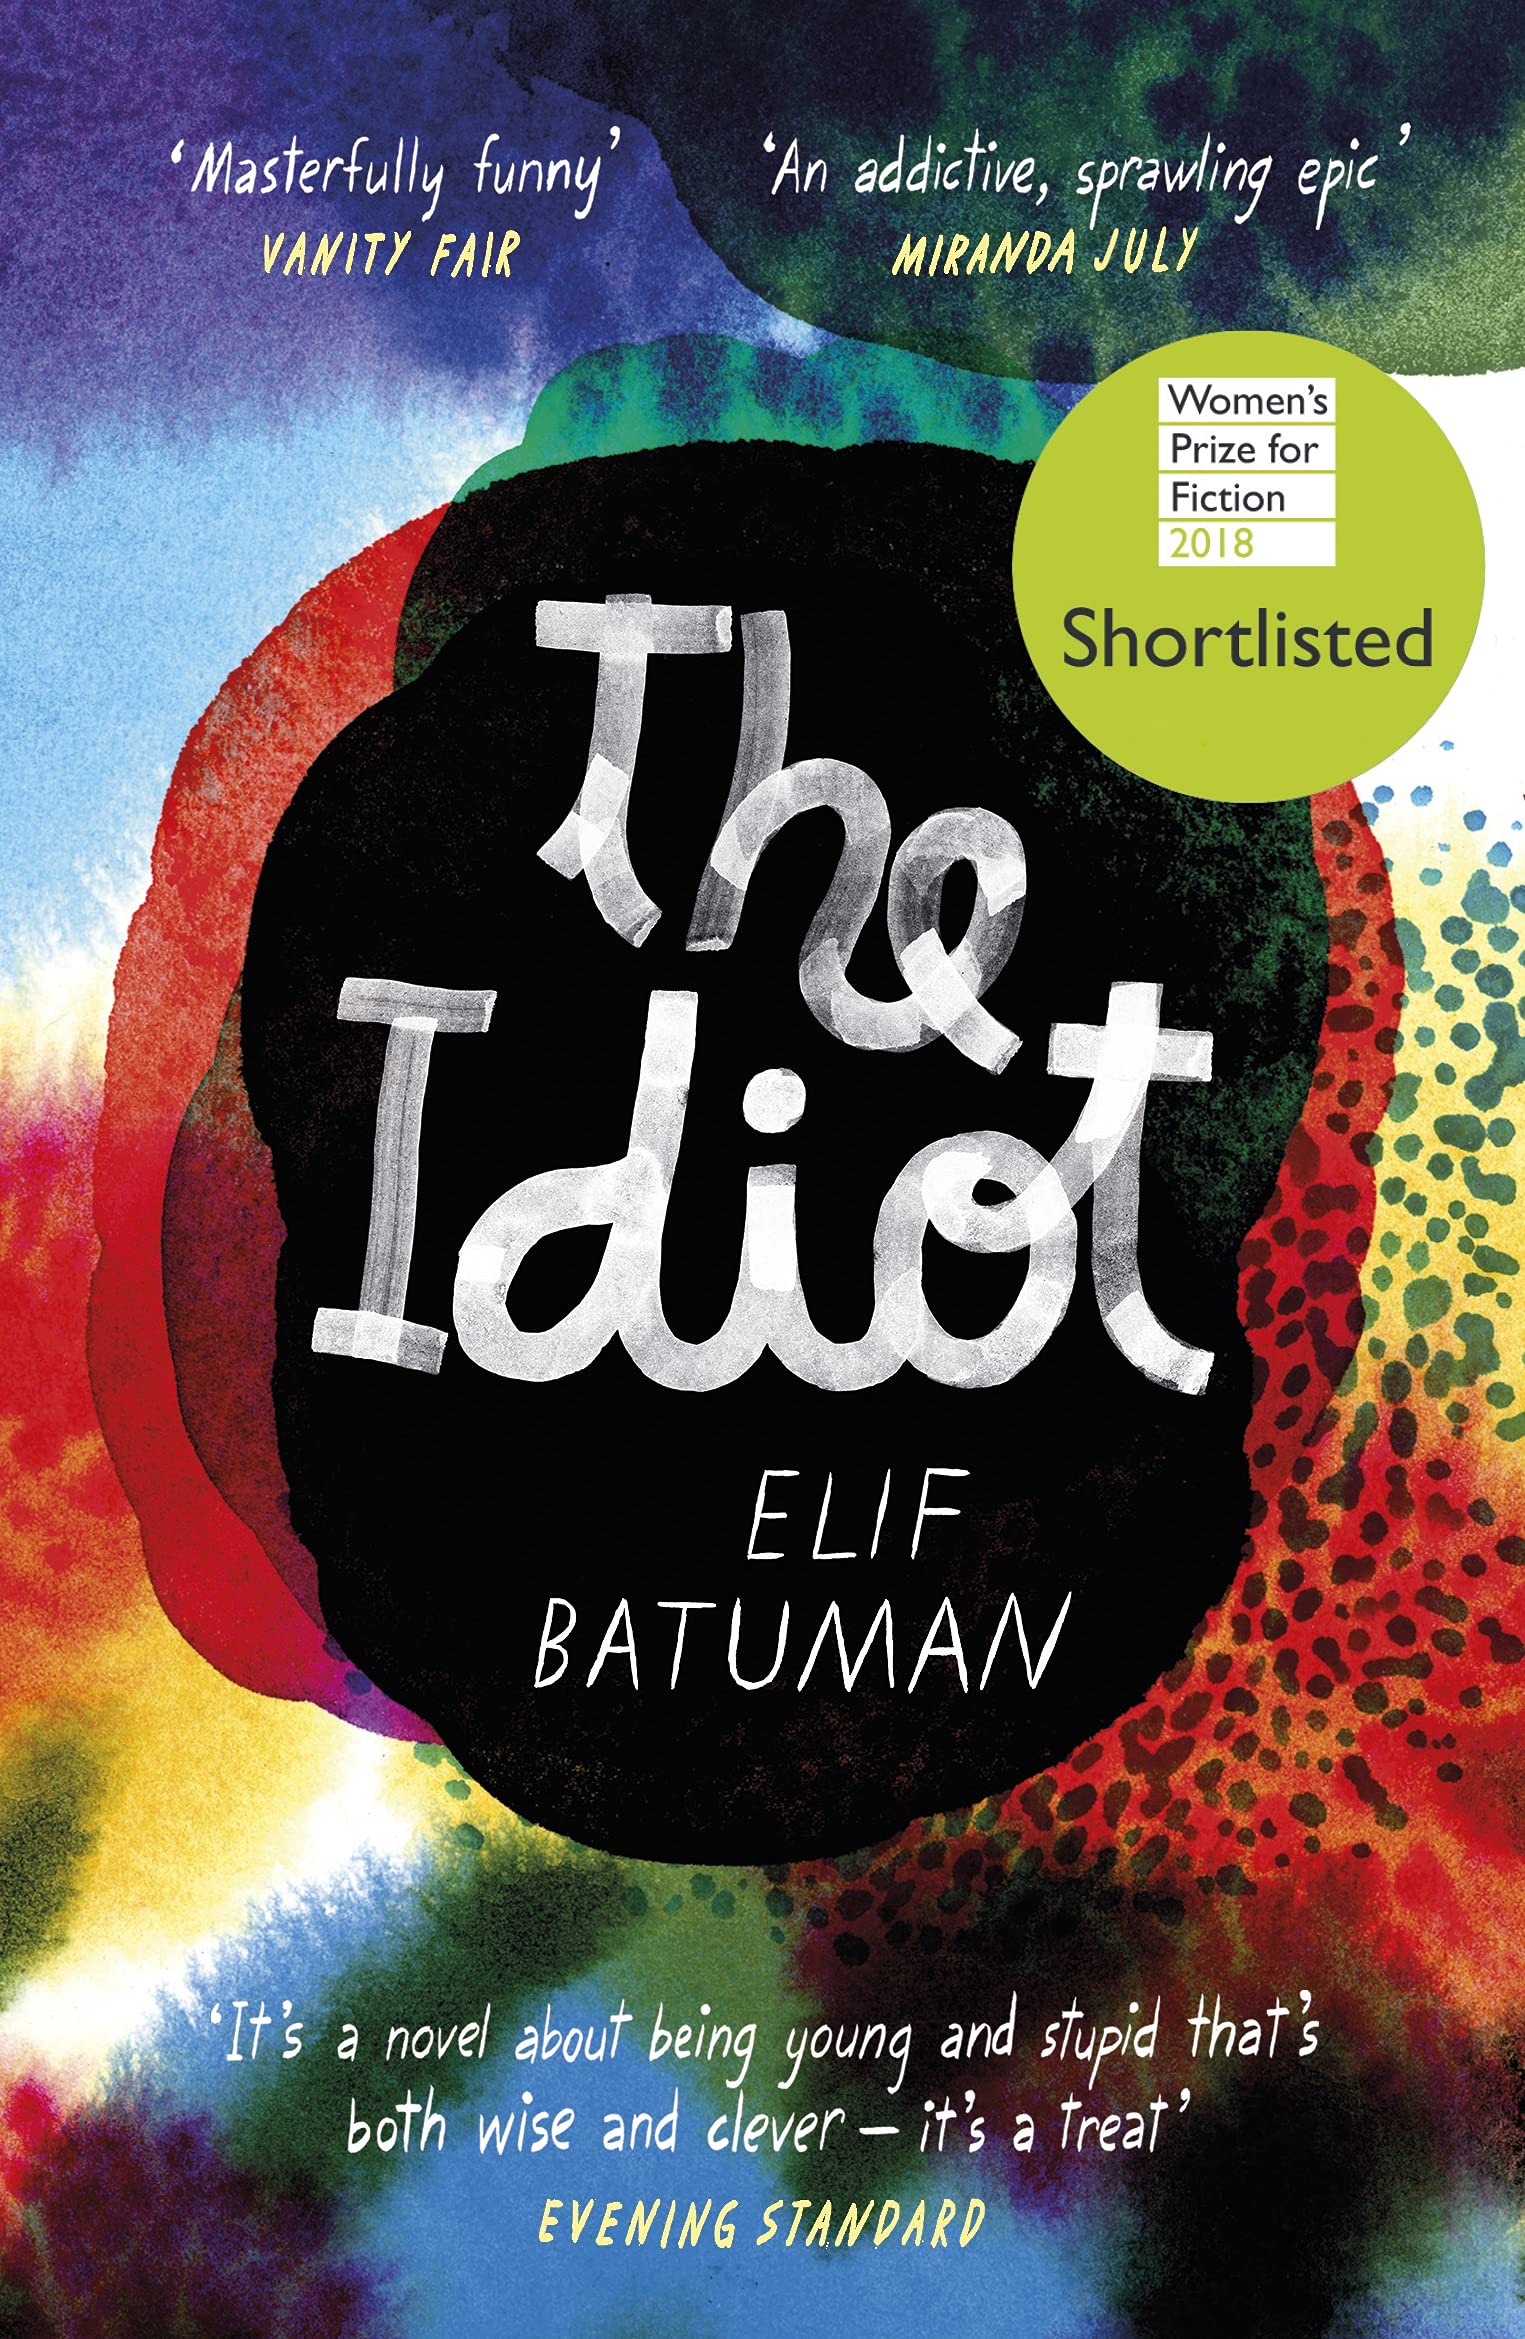 ‘Masterfully funny’
VANITY FAIR
‘An addictive, sprawling epic’
MIRANDA JULY
Women's
Prize for
Fiction
2018
Shortlisted
The
Idiot
ELIF
BATUMAN
‘It's a novel about being young and stupid that's
both wise and clever – it's a treat’
EVENING STANDARD